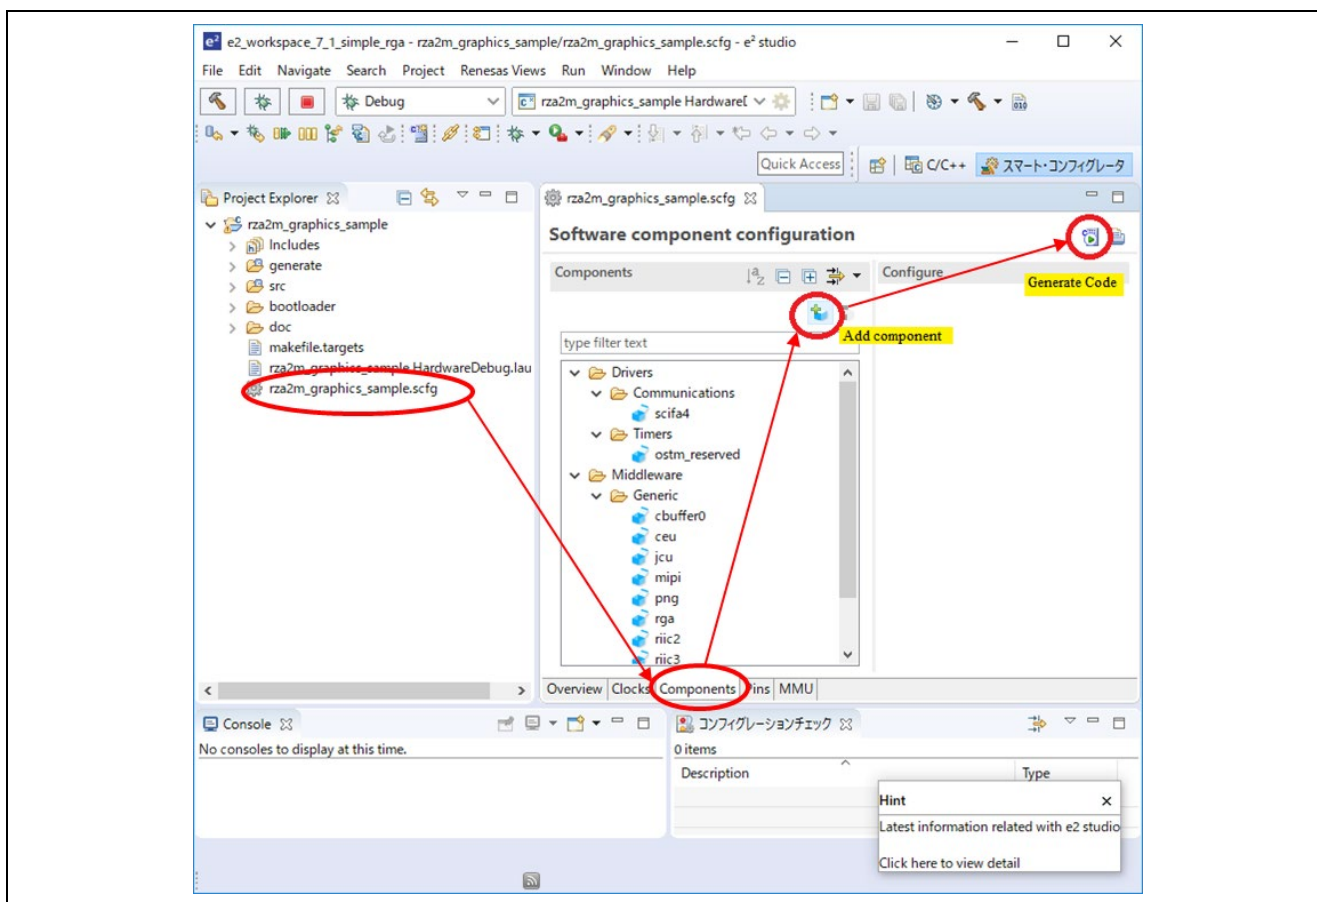 e² e2_workspace_7_1_simple_rga - rza2m_graphics_sample/rza2m_graphics_sample.scfg - e² studio
File Edit Navigate Search Project Renesas Views Run Window Help
Debug
rza2m_graphics_sample Hardware
010
Quick Access
C/C++
スマート・コンフィグレータ
Project Explorer
rza2m_graphics_sample
Includes
generate
src
bootloader
doc
makefile.targets
rza2m_graphics_sample HardwareDebug.lau
rza2m_graphics_sample.scfg
rza2m_graphics_sample.scfg
Software component configuration
Components
Configure
Generate Code
Add component
type filter text
Drivers
Communications
scifa4
Timers
ostm_reserved
Middleware
Generic
cbuffer0
ceu
jcu
mipi
png
rga
riic2
riic3
Overview Clocks Components Pins MMU
Console
No consoles to display at this time.
コンフィグレーションチェック
0 items
Description Type
Hint
Latest information related with e2 studio
Click here to view detail